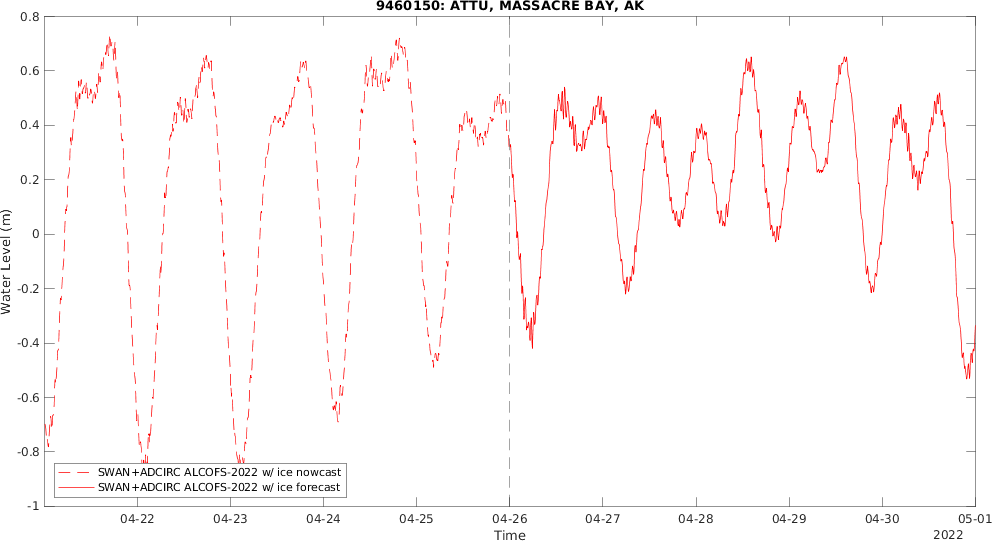 9460150: ATTU, MASSACRE BAY, AK
0.8
0.6
0.4
0.2
0
-0.2
-0.4
-0.6
-0.8
-1
Water Level (m)
SWAN+ADCIRC ALCOFS-2022 w/ ice nowcast
SWAN+ADCIRC ALCOFS-2022 w/ ice forecast
04-22 04-23 04-24 04-25 04-26 04-27 04-28 04-29 04-30 05-01
Time
2022